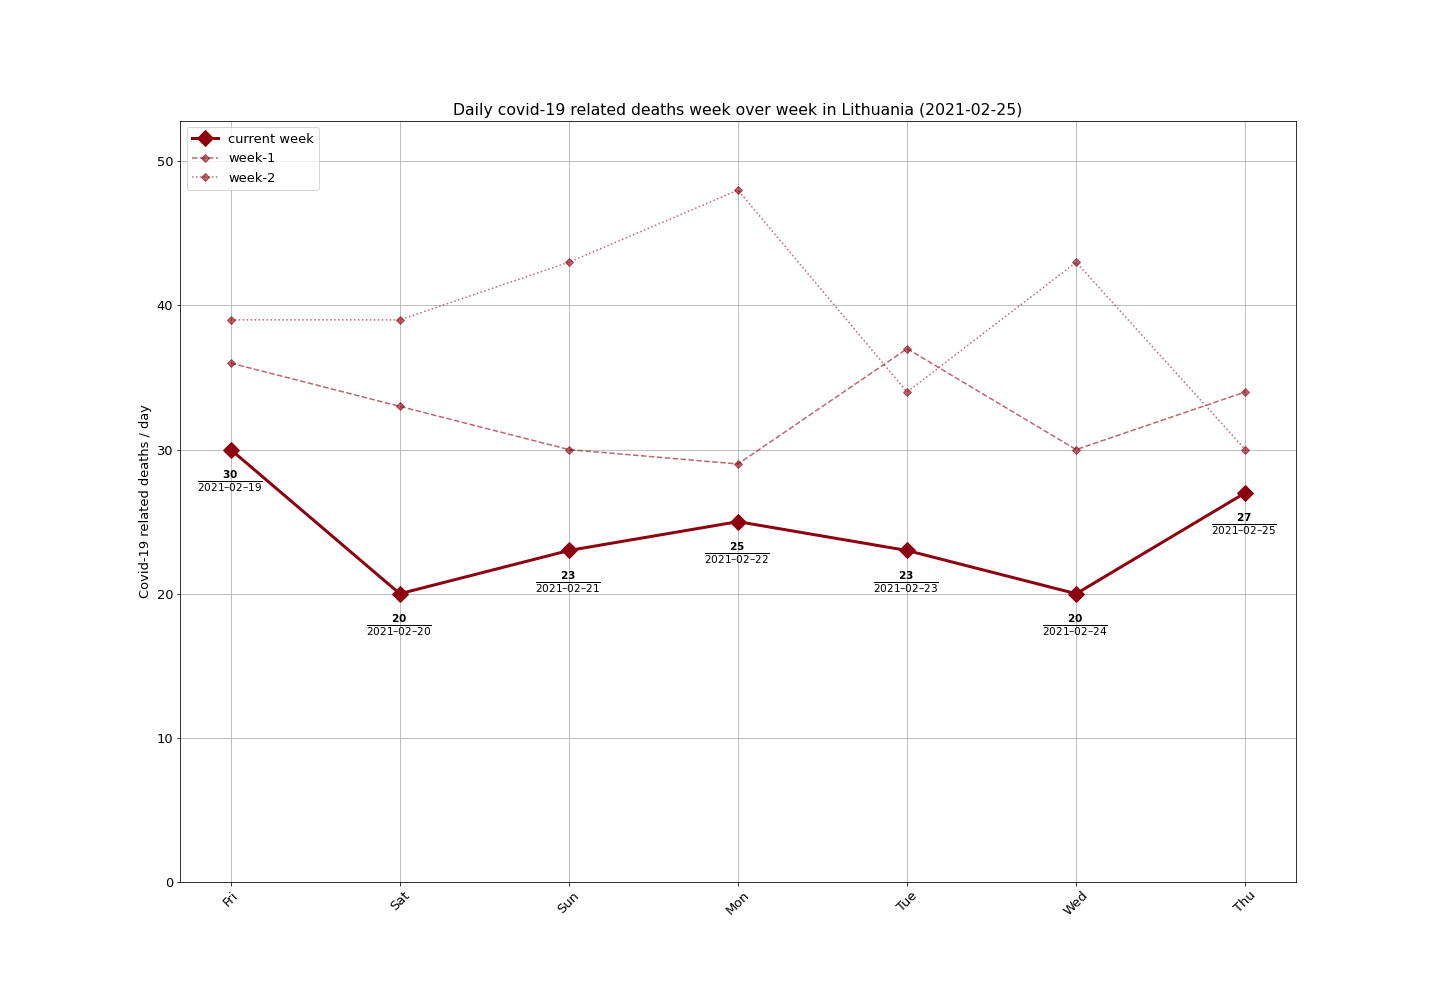 Daily covid-19 related deaths week over week in Lithuania (2021-02-25)
current week
week-1
week-2
Covid-19 related deaths / day
50
40
30
20
10
0
30
2021–02–19
20
2021–02–20
23
2021–02–21
25
2021–02–22
23
2021–02–23
20
2021–02–24
27
2021–02–25
Fri
Sat
Sun
Mon
Tue
Wed
Thu